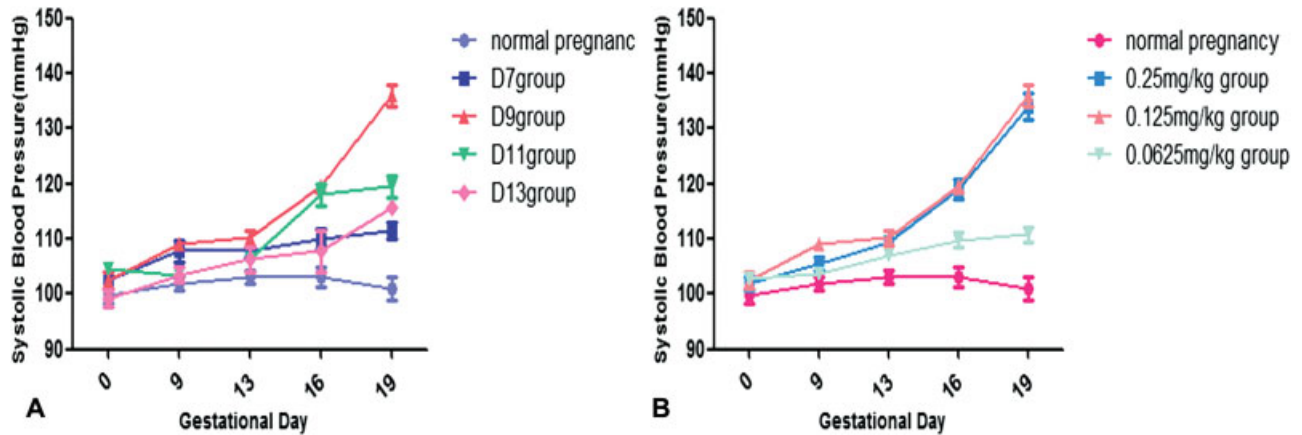 Systolic Blood Pressure(mmHg)
150
140
130
120
110
100
90
0
9
13
16
19
Gestational Day
A
normal pregnanc
D7group
D9group
D11group
D13group
Systolic Blood Pressure(mmHg)
150
140
130
120
110
100
90
0
9
13
16
19
Gestational Day
B
normal pregnancy
0.25mg/kg group
0.125mg/kg group
0.0625mg/kg group